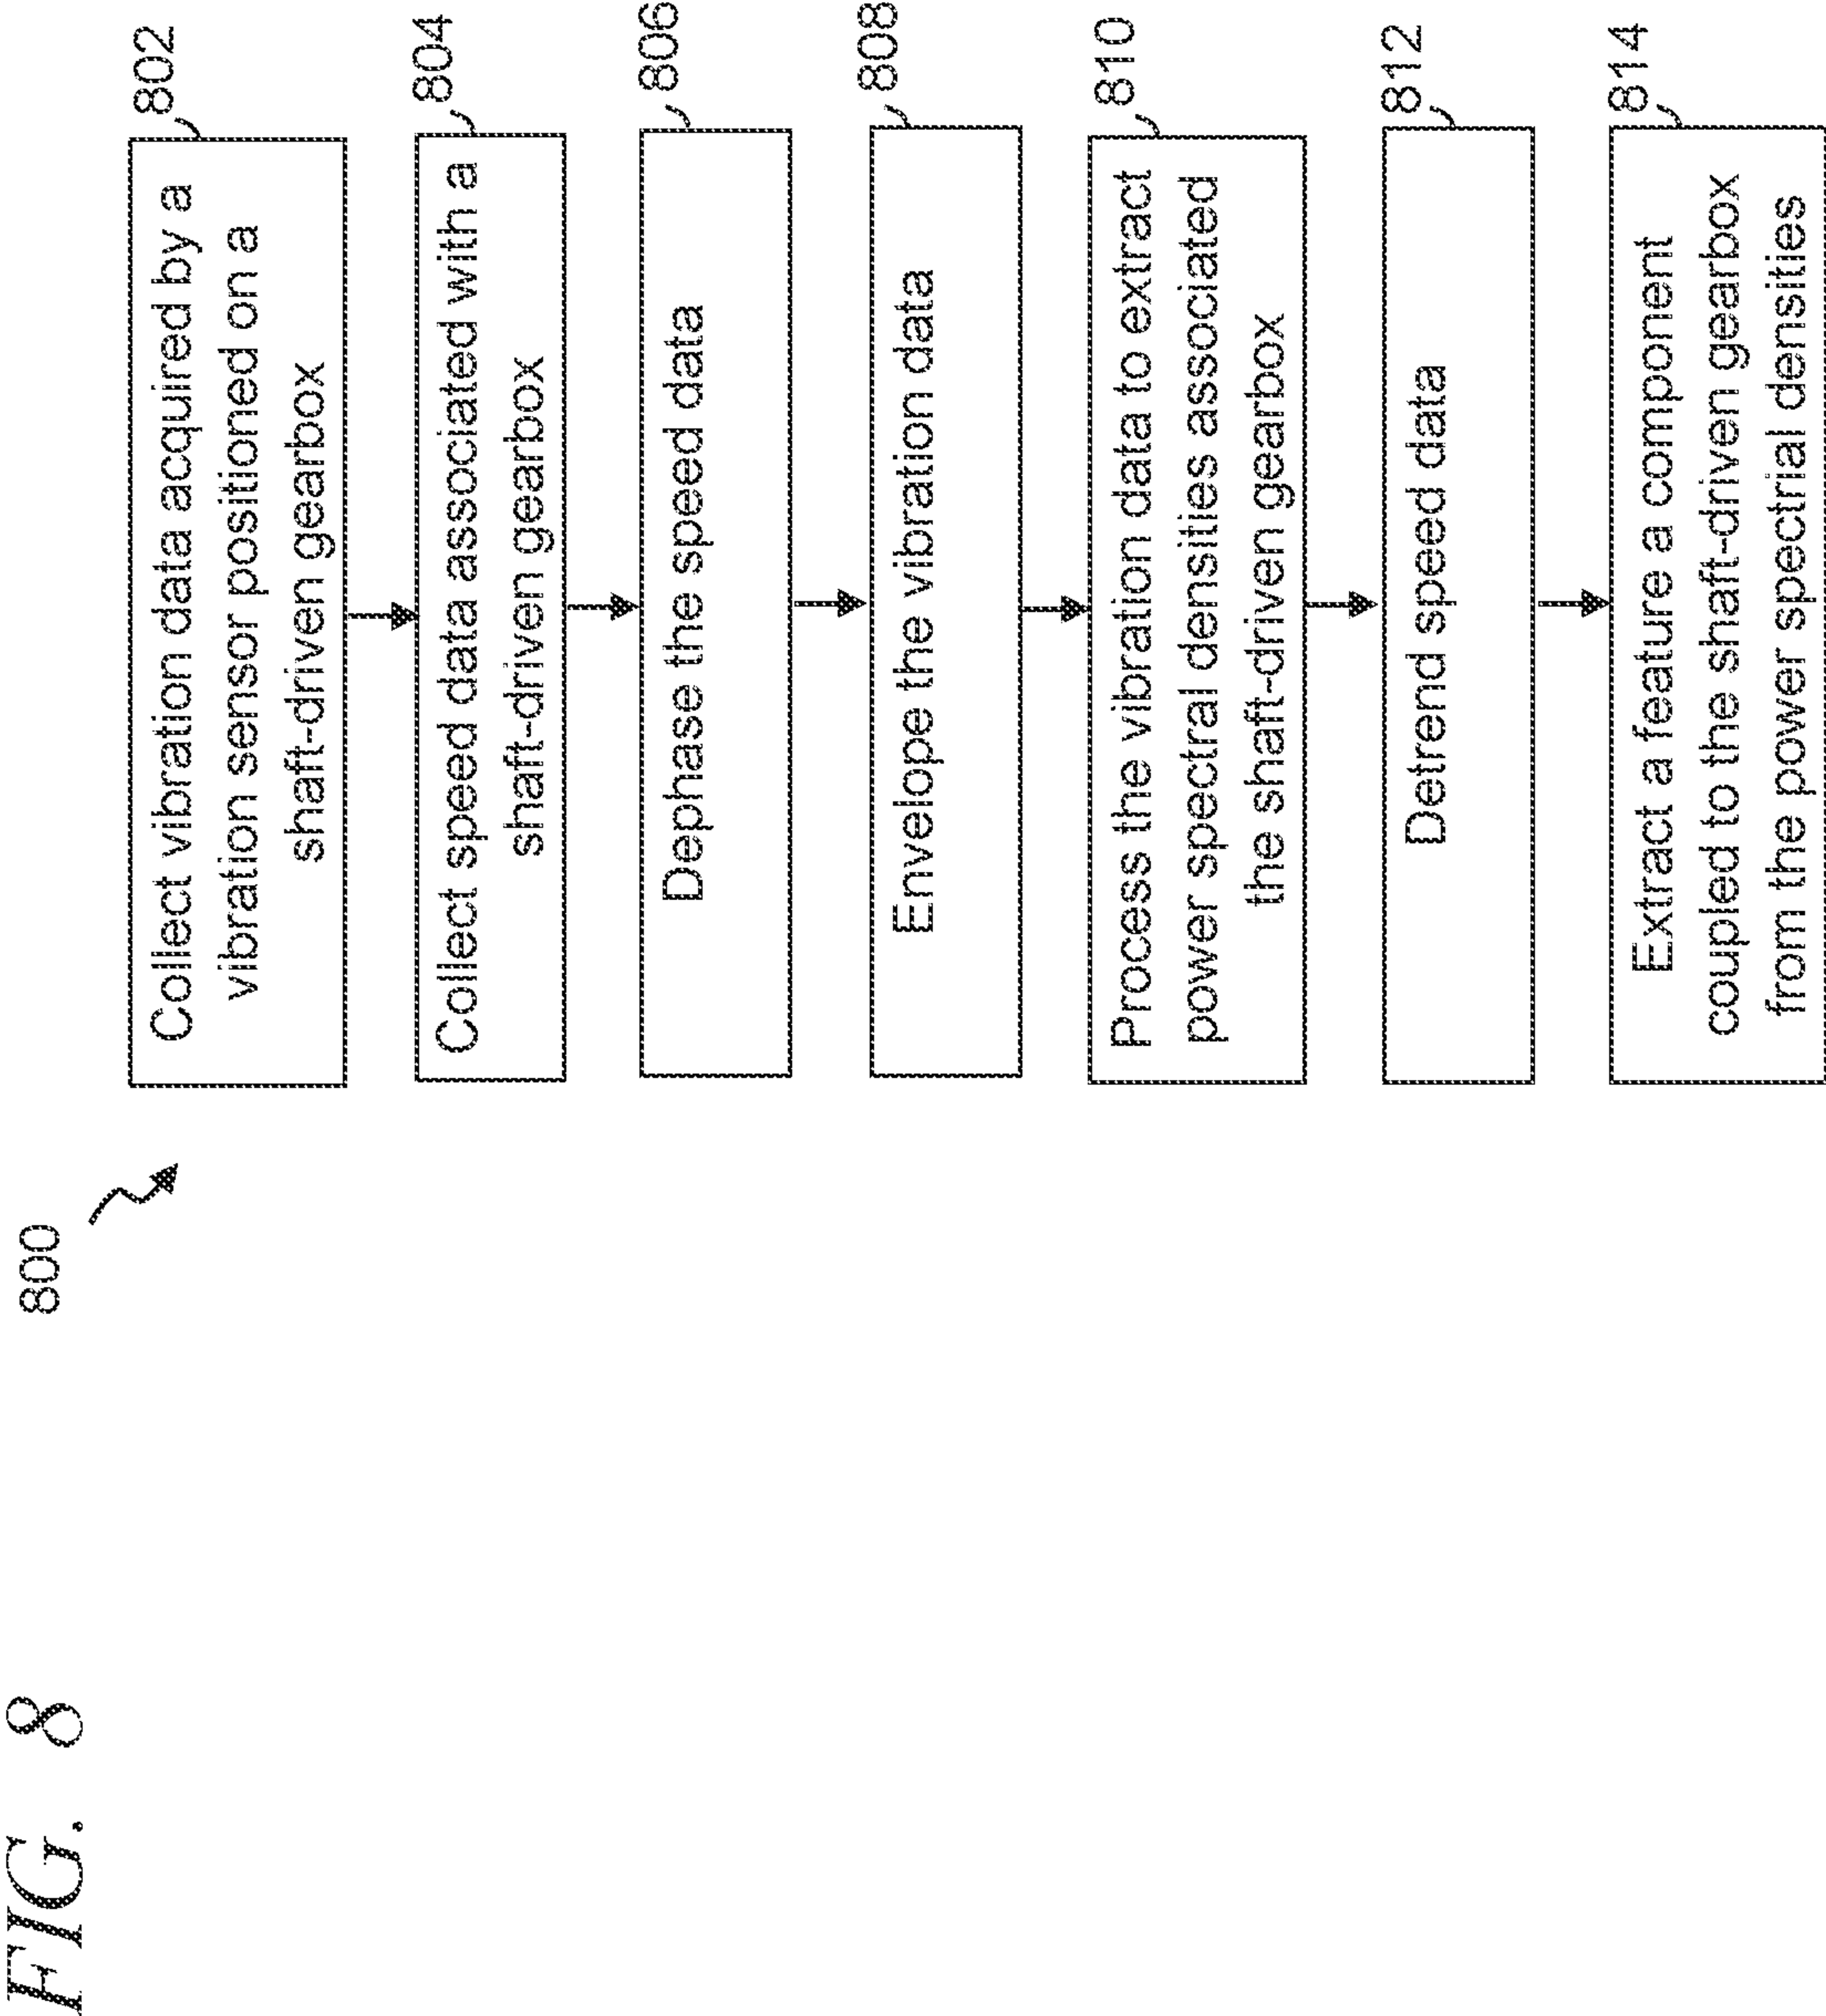 FIG. 8
800
Collect vibration data acquired by a
vibration sensor positioned on a
shaft-driven gearbox
802
Collect speed data associated with a
shaft-driven gearbox
804
Dephase the speed data
806
Envelope the vibration data
808
Process the vibration data to extract
power spectral densities associated
the shaft-driven gearbox
810
Detrend speed data
812
Extract a feature a component
coupled to the shaft-driven gearbox
from the power spectrial densities
814